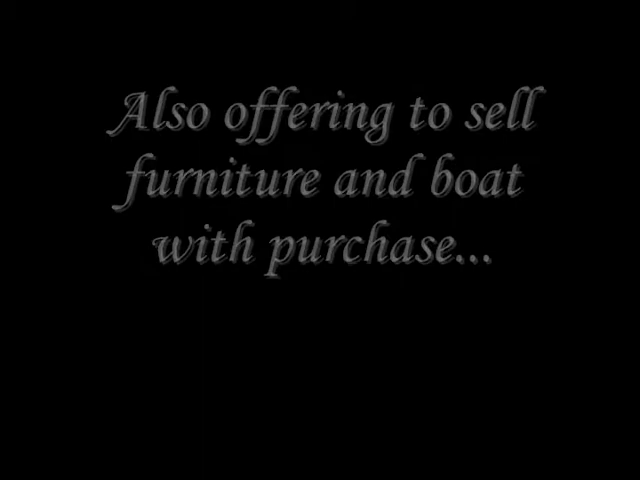 Also offering to sell
furniture and boat
with purchase...